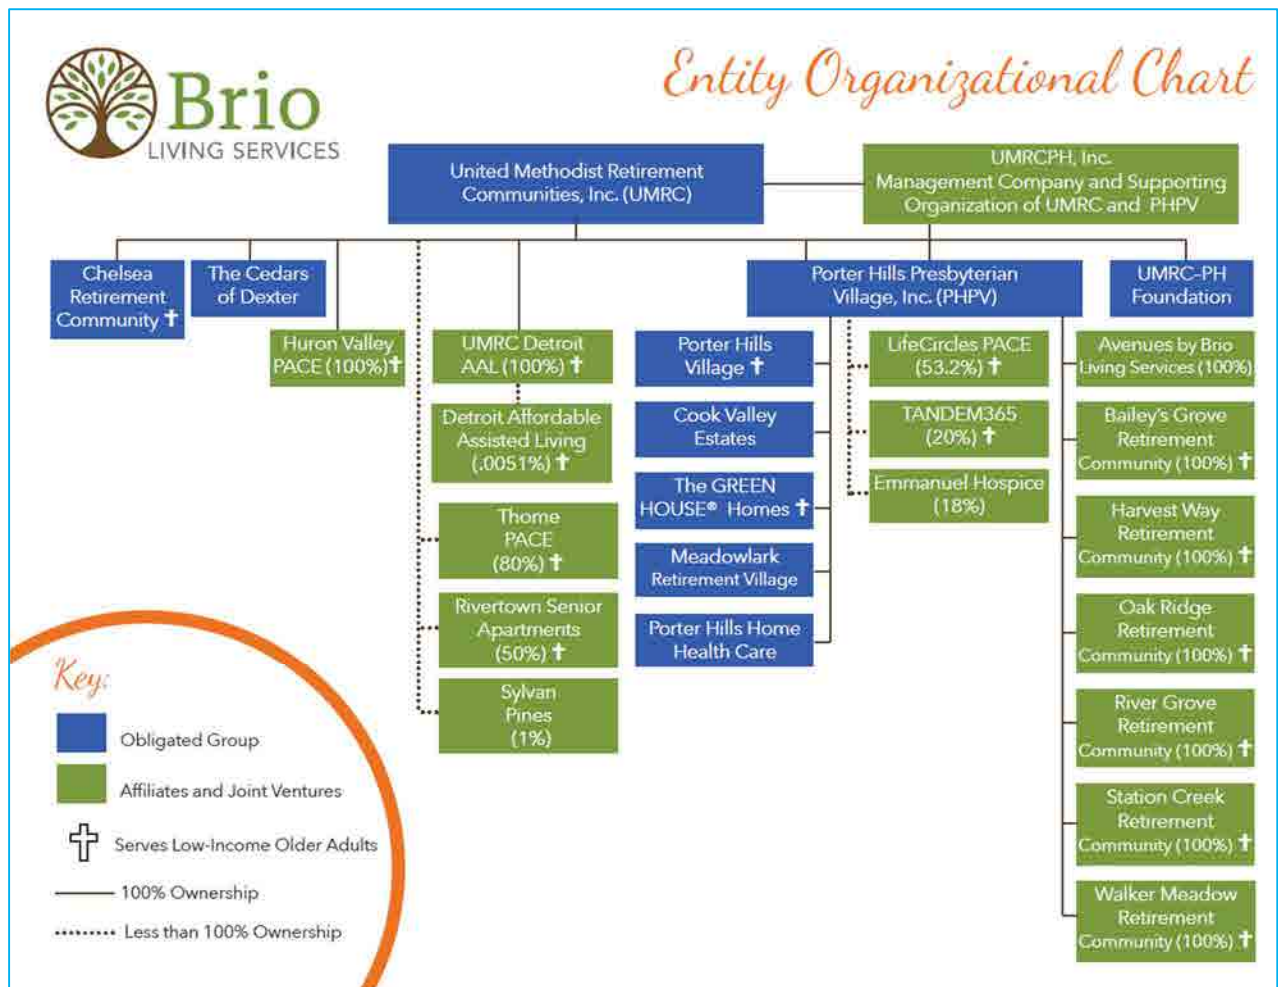 Brio
LIVING SERVICES
Entity Organizational Chart
United Methodist Retirement
Communities, Inc. (UMRC)
UMRCPH, Inc.
Management Company and Supporting
Organization of UMRC and PHPV
Chelsea
Retirement
Community ✝
The Cedars
of Dexter
Huron Valley
PACE (100%)✝
UMRC Detroit
AAL (100%) ✝
Detroit Affordable
Assisted Living
(.0051%) ✝
Thome
PACE
(80%) ✝
Rivertown Senior
Apartments
(50%) ✝
Sylvan
Pines
(1%)
Porter Hills Presbyterian
Village, Inc. (PHPV)
UMRC-PH
Foundation
Porter Hills
Village ✝
Cook Valley
Estates
The GREEN
HOUSE® Homes ✝
Meadowlark
Retirement Village
Porter Hills Home
Health Care
LifeCircles PACE
(53.2%) ✝
TANDEM365
(20%) ✝
Emmanuel Hospice
(18%)
Avenues by Brio
Living Services (100%)
Bailey's Grove
Retirement
Community (100%) ✝
Harvest Way
Retirement
Community (100%) ✝
Oak Ridge
Retirement
Community (100%) ✝
River Grove
Retirement
Community (100%) ✝
Station Creek
Retirement
Community (100%) ✝
Walker Meadow
Retirement
Community (100%) ✝
Key:
Obligated Group
Affiliates and Joint Ventures
Serves Low-Income Older Adults
100% Ownership
Less than 100% Ownership